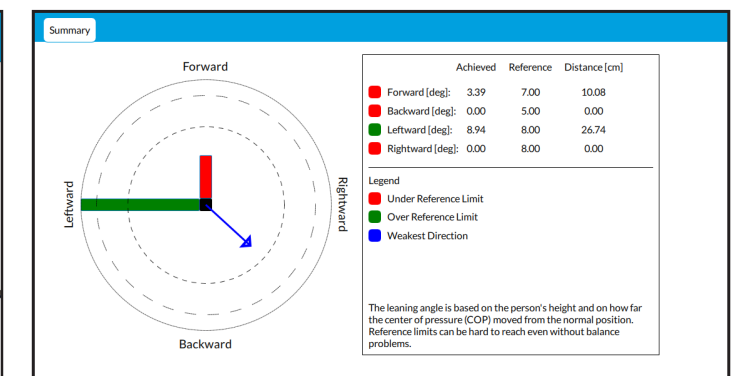 Summary
Forward
Leftward
Rightward
Backward
Achieved Reference Distance [cm]
Forward [deg]: 3.39 7.00 10.08
Backward [deg]: 0.00 5.00 0.00
Leftward [deg]: 8.94 8.00 26.74
Rightward [deg]: 0.00 8.00 0.00
Legend
Under Reference Limit
Over Reference Limit
Weakest Direction
The leaning angle is based on the person's height and on how far
the center of pressure (COP) moved from the normal position.
Reference limits can be hard to reach even without balance
problems.